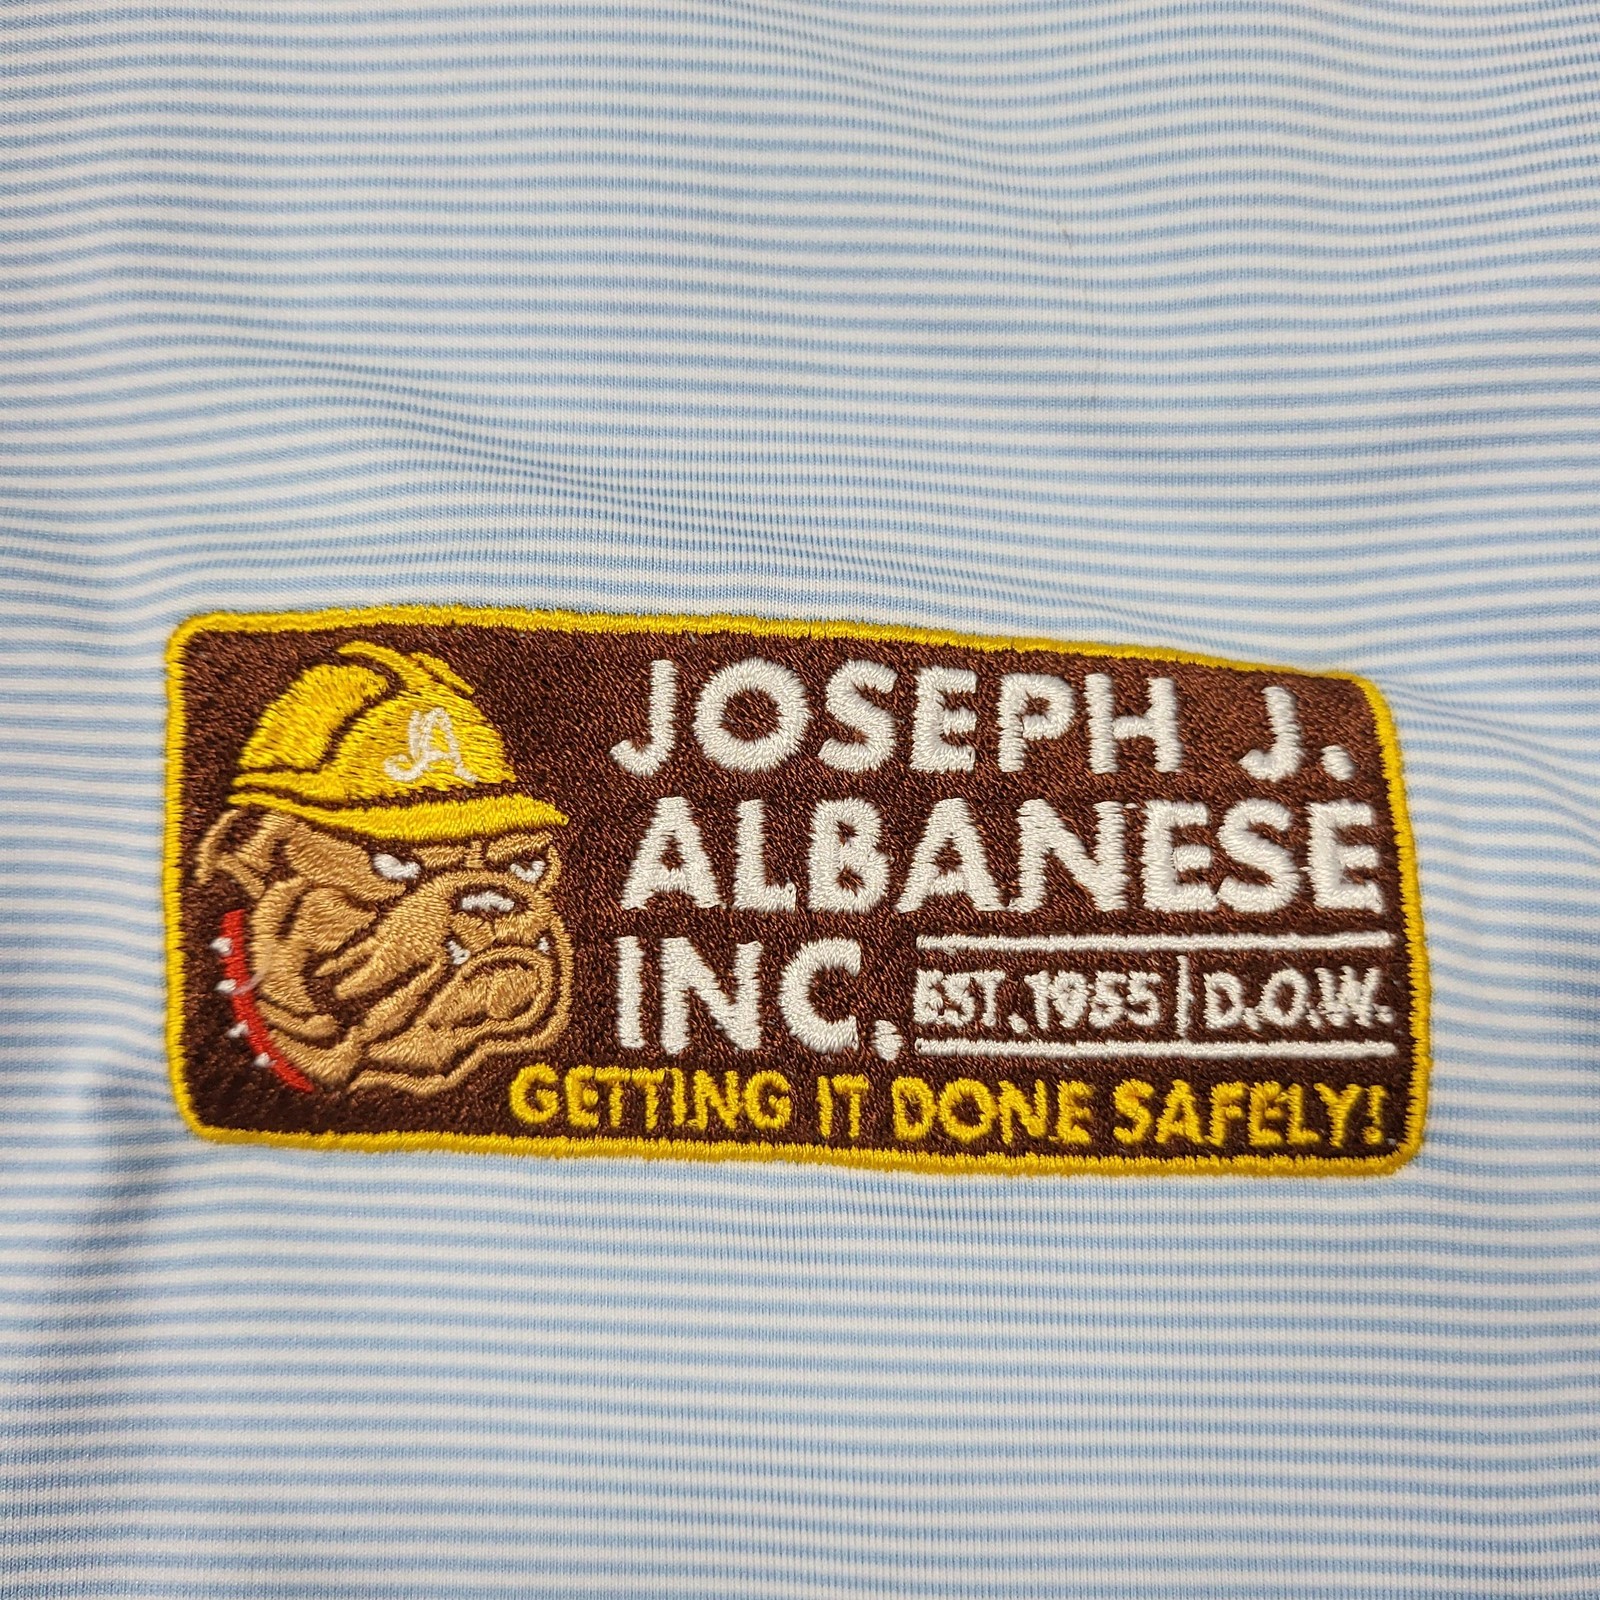 JA
JOSEPH J.
ALBANESE
INC. EST. 1955 | D.O.W.
GETTING IT DONE SAFELY!